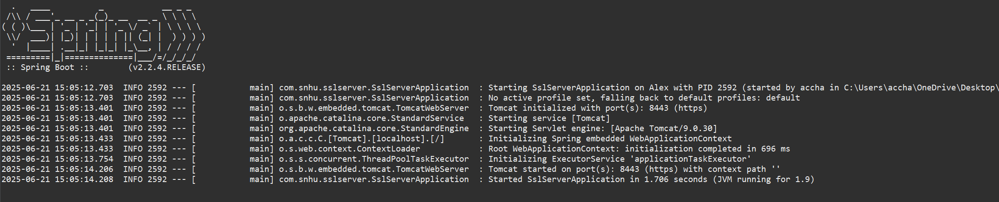 .   ____          _            __ _ _
 /\\ / ___'_ __ _ _(_)_ __  __ _ \ \ \ \
( ( )\___ | '_ | '_| | '_ \/ _` | \ \ \ \
 \\/  ___)| |_)| | | | | || (_| |  ) ) ) )
  '  |____| .__|_| |_|_| |_\__, | / / / /
 =========|_|==============|___/=/_/_/_/
 :: Spring Boot ::        (v2.2.4.RELEASE)

2025-06-21 15:05:12.703  INFO 2592 --- [           main] com.snhu.sslserver.SslServerApplication  : Starting SslServerApplication on Alex with PID 2592 (started by accha in C:\Users\accha\OneDrive\Desktop\
2025-06-21 15:05:12.703  INFO 2592 --- [           main] com.snhu.sslserver.SslServerApplication  : No active profile set, falling back to default profiles: default
2025-06-21 15:05:13.401  INFO 2592 --- [           main] o.s.b.w.embedded.tomcat.TomcatWebServer  : Tomcat initialized with port(s): 8443 (https)
2025-06-21 15:05:13.401  INFO 2592 --- [           main] o.apache.catalina.core.StandardService   : Starting service [Tomcat]
2025-06-21 15:05:13.401  INFO 2592 --- [           main] org.apache.catalina.core.StandardEngine  : Starting Servlet engine: [Apache Tomcat/9.0.30]
2025-06-21 15:05:13.433  INFO 2592 --- [           main] o.a.c.c.C.[Tomcat].[localhost].[/]       : Initializing Spring embedded WebApplicationContext
2025-06-21 15:05:13.433  INFO 2592 --- [           main] o.s.web.context.ContextLoader            : Root WebApplicationContext: initialization completed in 696 ms
2025-06-21 15:05:13.754  INFO 2592 --- [           main] o.s.s.concurrent.ThreadPoolTaskExecutor  : Initializing ExecutorService 'applicationTaskExecutor'
2025-06-21 15:05:14.206  INFO 2592 --- [           main] o.s.b.w.embedded.tomcat.TomcatWebServer  : Tomcat started on port(s): 8443 (https) with context path ''
2025-06-21 15:05:14.208  INFO 2592 --- [           main] com.snhu.sslserver.SslServerApplication  : Started SslServerApplication in 1.706 seconds (JVM running for 1.9)